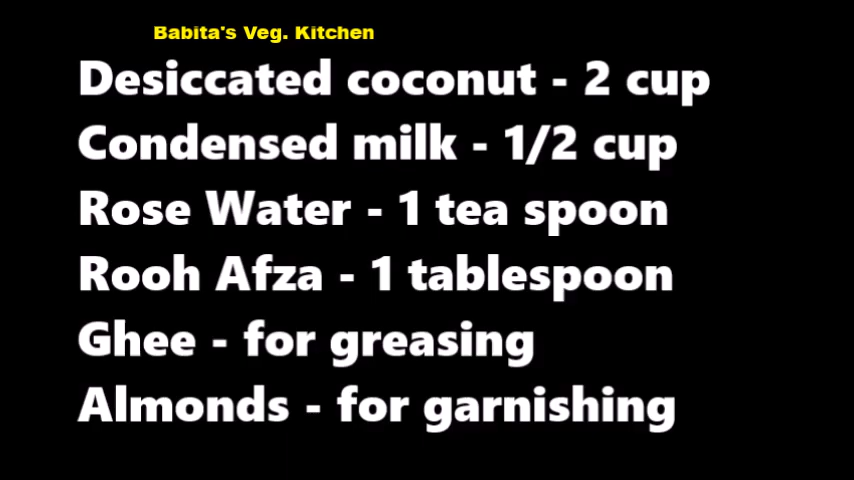 Babita's Veg. Kitchen
Desiccated coconut - 2 cup
Condensed milk - 1/2 cup
Rose Water - 1 tea spoon
Rooh Afza - 1 tablespoon
Ghee - for greasing
Almonds - for garnishing